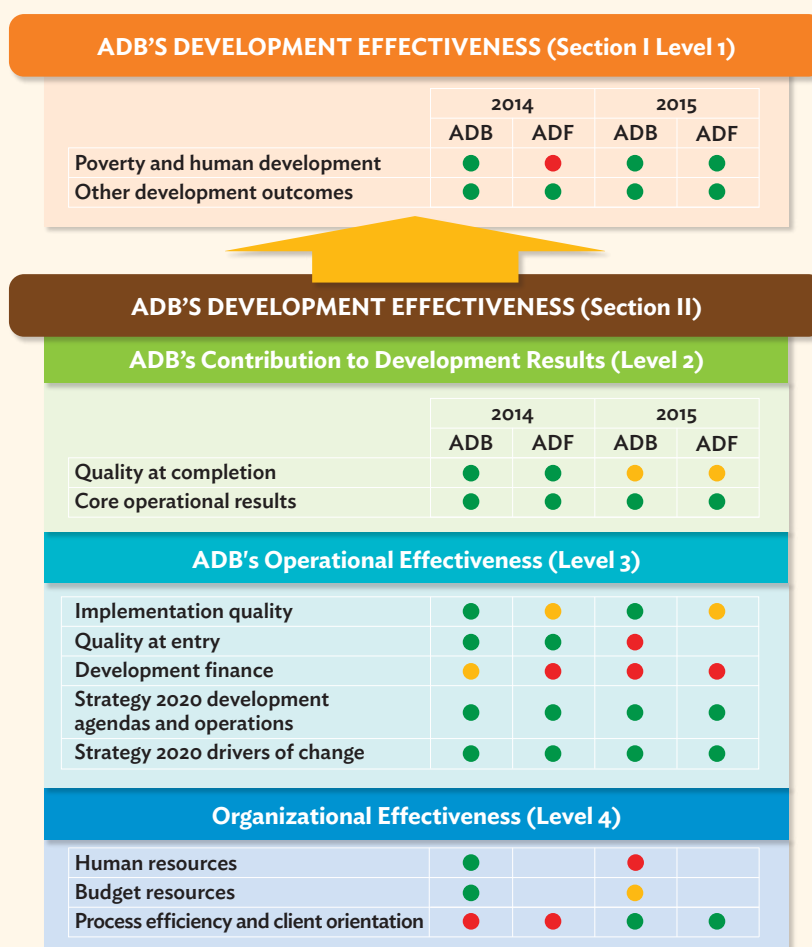 ADB'S DEVELOPMENT EFFECTIVENESS (Section I Level 1)
2014 2015
ADB ADF ADB ADF
Poverty and human development
Other development outcomes
ADB'S DEVELOPMENT EFFECTIVENESS (Section II)
ADB's Contribution to Development Results (Level 2)
2014 2015
ADB ADF ADB ADF
Quality at completion
Core operational results
ADB's Operational Effectiveness (Level 3)
Implementation quality
Quality at entry
Development finance
Strategy 2020 development
agendas and operations
Strategy 2020 drivers of change
Organizational Effectiveness (Level 4)
Human resources
Budget resources
Process efficiency and client orientation